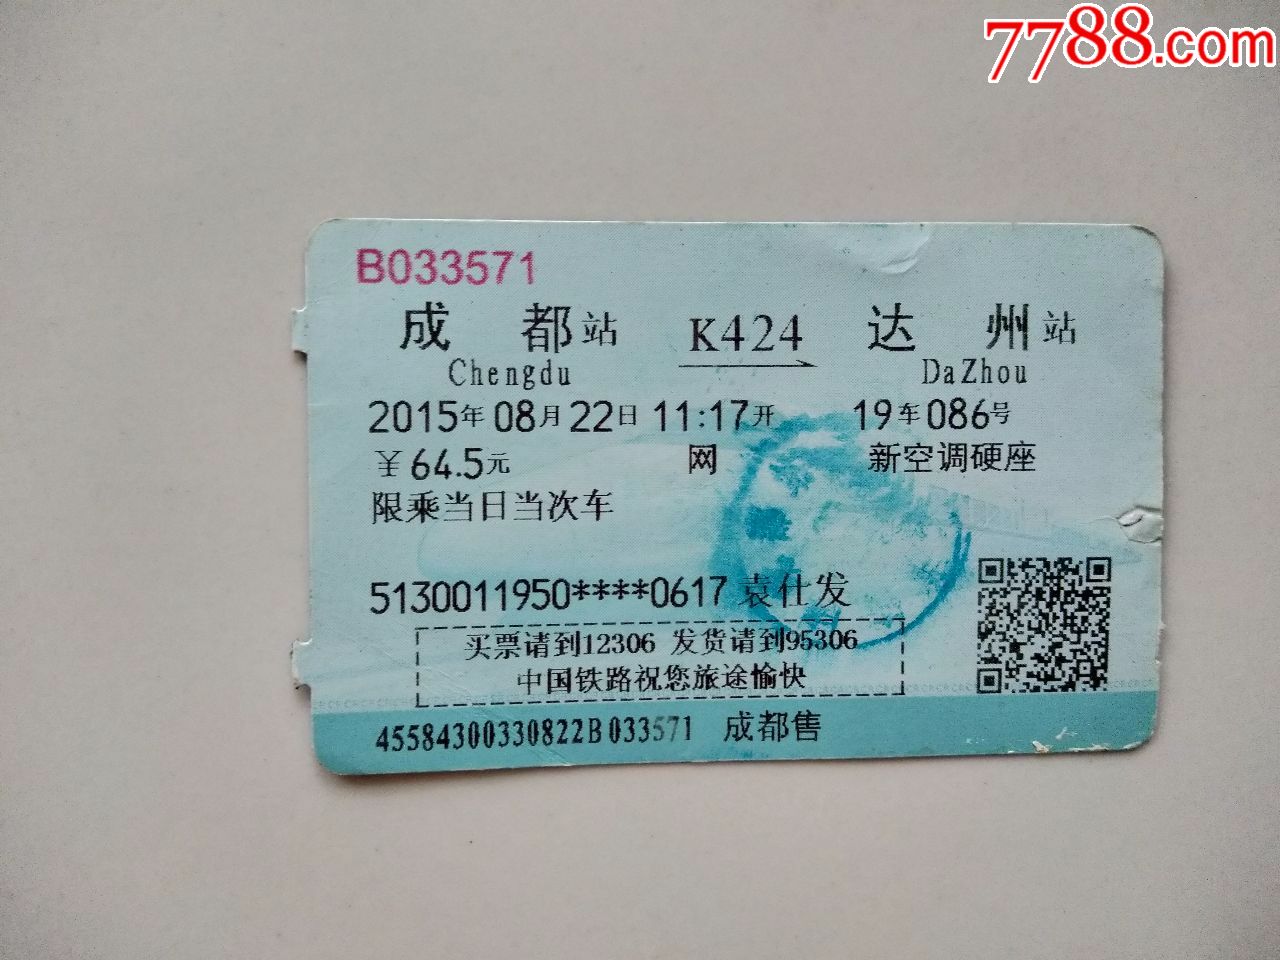 7788.com
B033571
成都站 K424 达州站
Chengdu DaZhou
2015年08月22日 11:17开 19车086号
¥64.5元 网 新空调硬座
限乘当日当次车
5130011950****0617 袁仕发
买票请到12306 发货请到95306
中国铁路祝您旅途愉快
45584300330822B033571 成都售